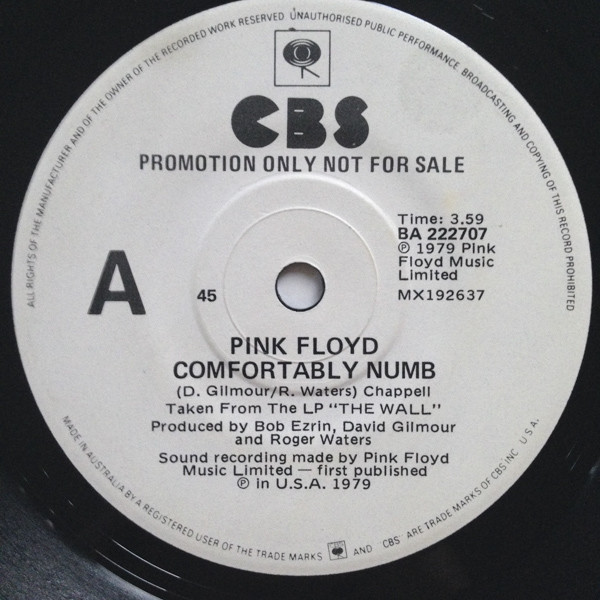 ALL RIGHTS OF THE MANUFACTURER AND OF THE OWNER OF THE RECORDED WORK RESERVED UNAUTHORISED PUBLIC PERFORMANCE BROADCASTING AND COPYING OF THIS RECORD PROHIBITED
CBS
PROMOTION ONLY NOT FOR SALE
Time: 3.59
BA 222707
℗ 1979 Pink
Floyd Music
Limited
MX192637
A
45
PINK FLOYD
COMFORTABLY NUMB
(D. Gilmour/R. Waters) Chappell
Taken From The LP "THE WALL"
Produced by Bob Ezrin, David Gilmour
and Roger Waters
Sound recording made by Pink Floyd
Music Limited — first published
℗ in U.S.A. 1979
MADE IN AUSTRALIA BY A REGISTERED USER OF THE TRADE MARKS AND "CBS" ARE TRADE MARKS OF CBS INC U.S.A.